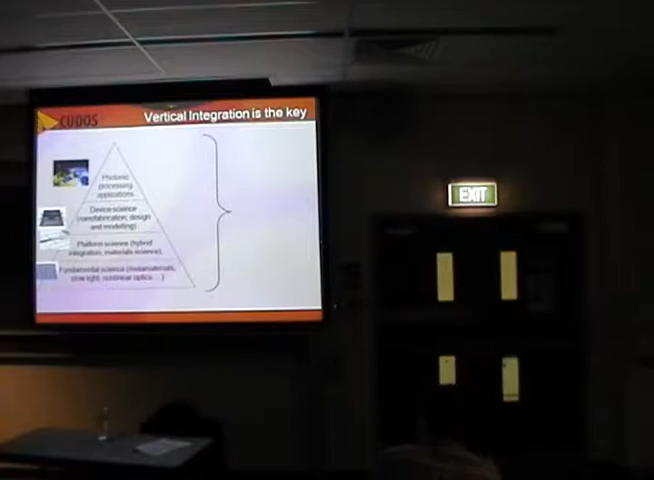 CUDOS
Vertical Integration is the key
Photonic
processing
applications
Device science
(nanofabrication, design
and modelling)
Platform science (hybrid
integration, materials science)
Fundamental science (metamaterials,
slow light, nonlinear optics ... )
EXIT